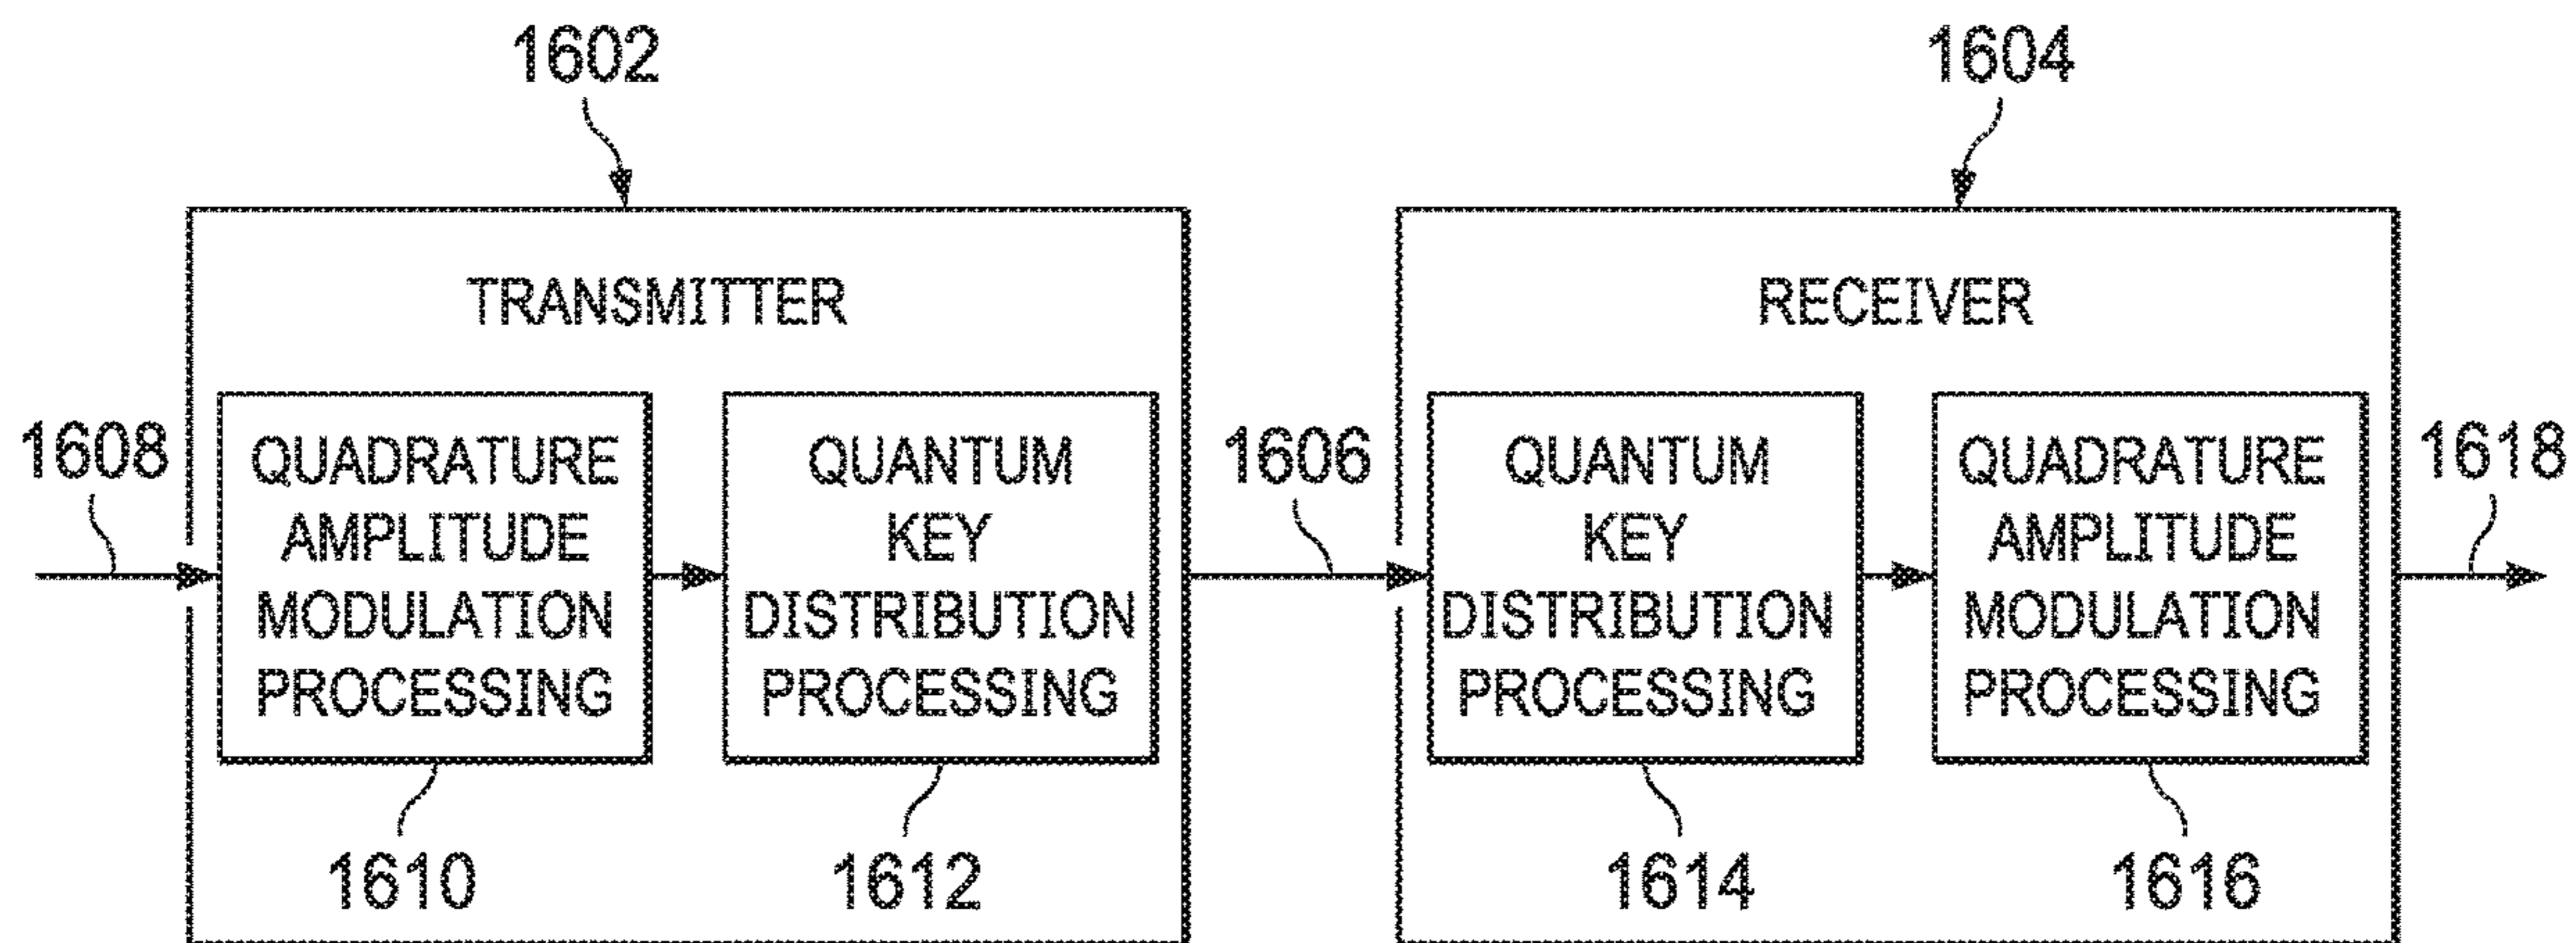 1602
1604
TRANSMITTER
RECEIVER
1608
QUADRATURE
AMPLITUDE
MODULATION
PROCESSING
QUANTUM
KEY
DISTRIBUTION
PROCESSING
1606
QUANTUM
KEY
DISTRIBUTION
PROCESSING
QUADRATURE
AMPLITUDE
MODULATION
PROCESSING
1618
1610
1612
1614
1616